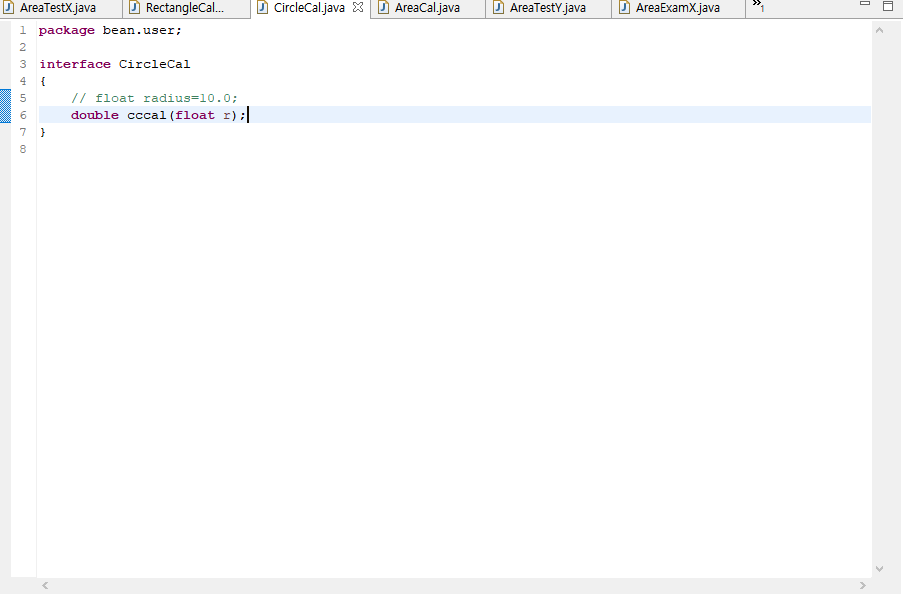 AreaTestX.java RectangleCal... CircleCal.java AreaCal.java AreaTestY.java AreaExamX.java »1
1 package bean.user;
2
3 interface CircleCal
4 {
5 // float radius=10.0;
6 double cccal(float r);
7 }
8